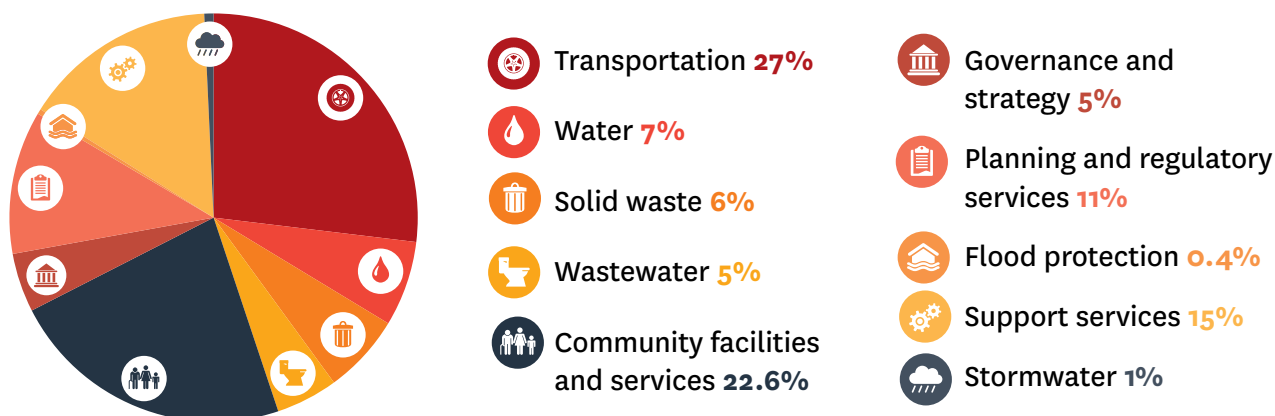 Transportation 27%
Water 7%
Solid waste 6%
Wastewater 5%
Community facilities
and services 22.6%
Governance and
strategy 5%
Planning and regulatory
services 11%
Flood protection 0.4%
Support services 15%
Stormwater 1%